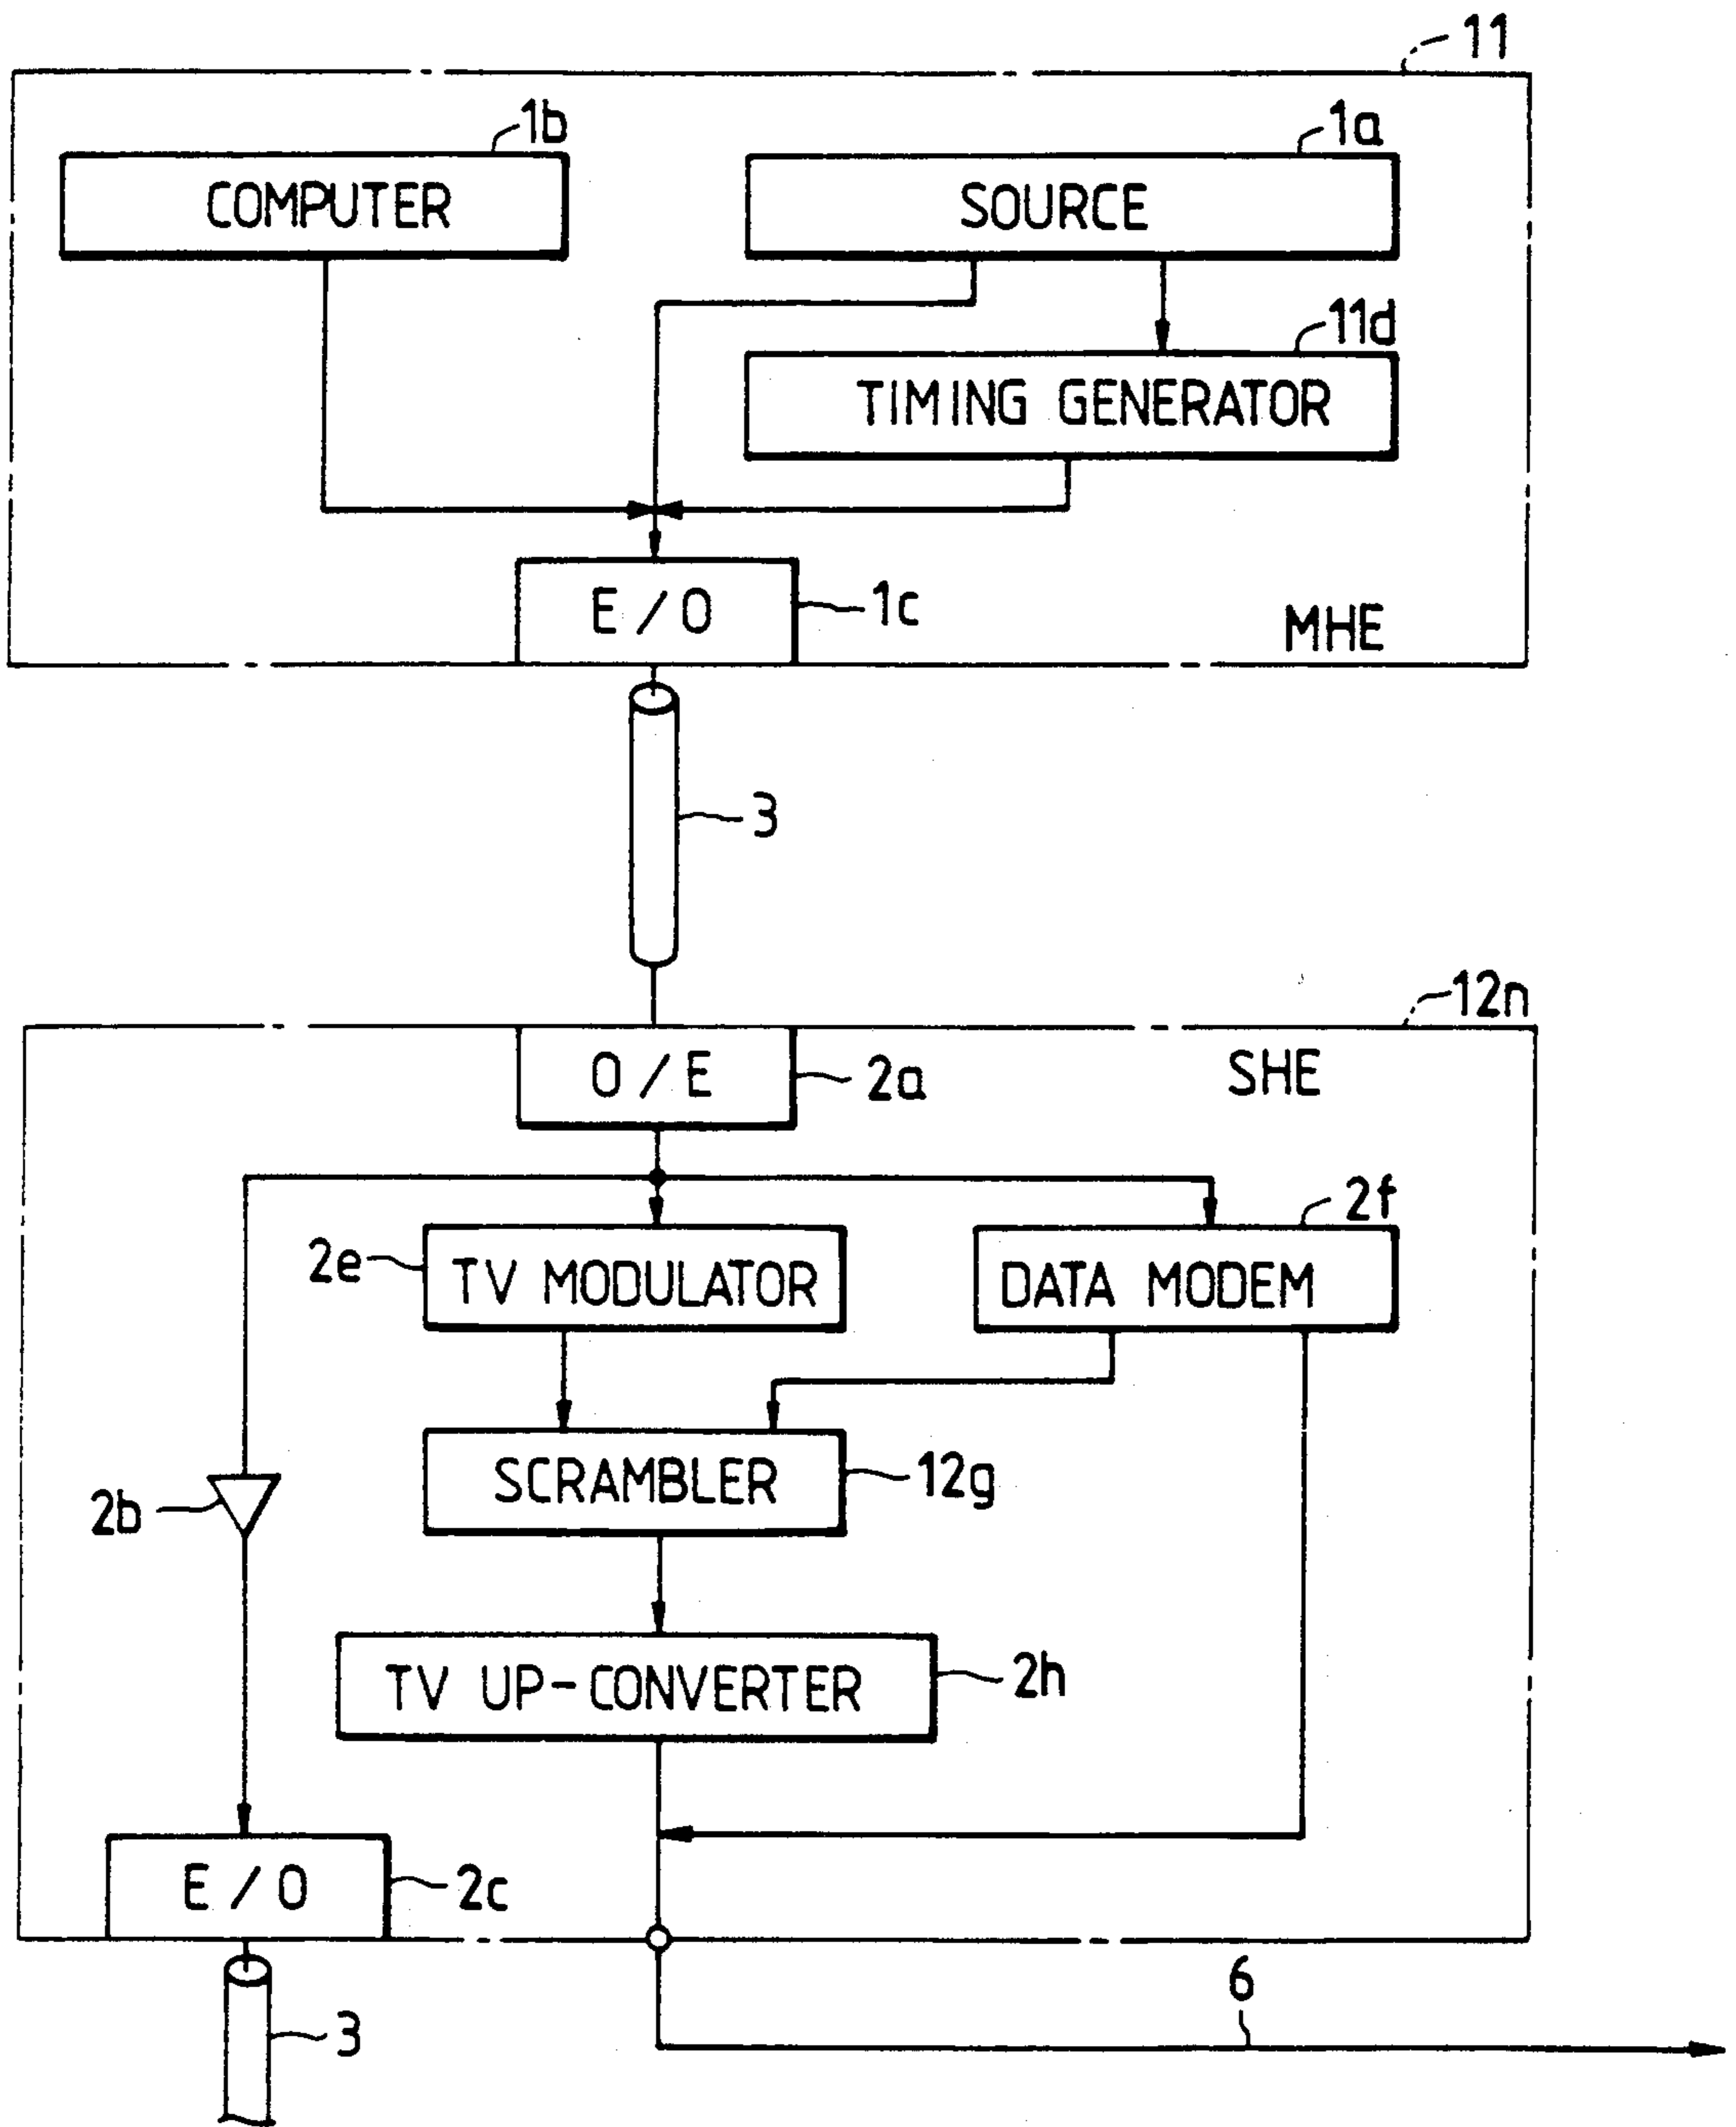 11
1b
1a
COMPUTER
SOURCE
11d
TIMING GENERATOR
E / O
1c
MHE
3
12n
O / E
2a
SHE
2f
2e
TV MODULATOR
DATA MODEM
2b
SCRAMBLER
12g
TV UP-CONVERTER
2h
E / O
2c
6
3